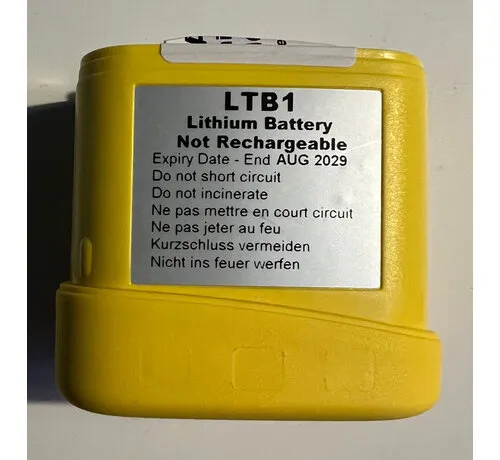 LTB1
Lithium Battery
Not Rechargeable
Expiry Date - End AUG 2029
Do not short circuit
Do not incinerate
Ne pas mettre en court circuit
Ne pas jeter au feu
Kurzschluss vermeiden
Nicht ins feuer werfen